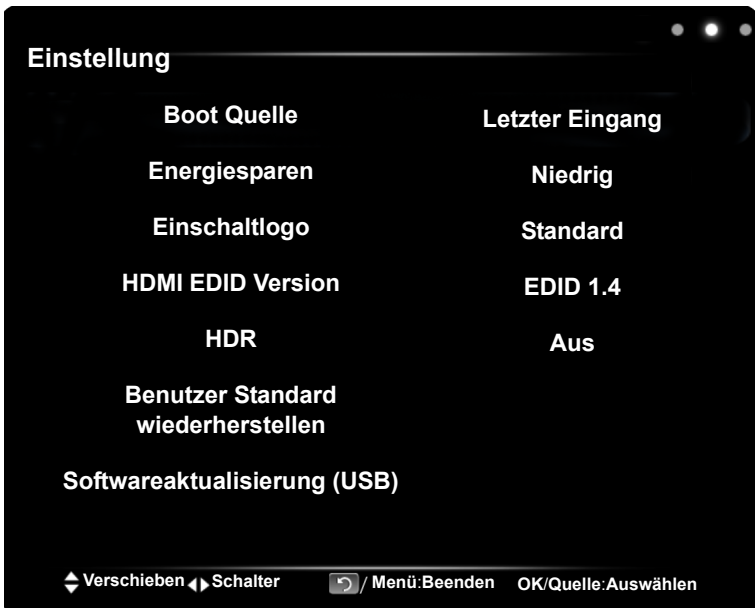 Einstellung
Boot Quelle Letzter Eingang
Energiesparen Niedrig
Einschaltlogo Standard
HDMI EDID Version EDID 1.4
HDR Aus
Benutzer Standard
wiederherstellen
Softwareaktualisierung (USB)
Verschieben Schalter / Menü:Beenden OK/Quelle:Auswählen